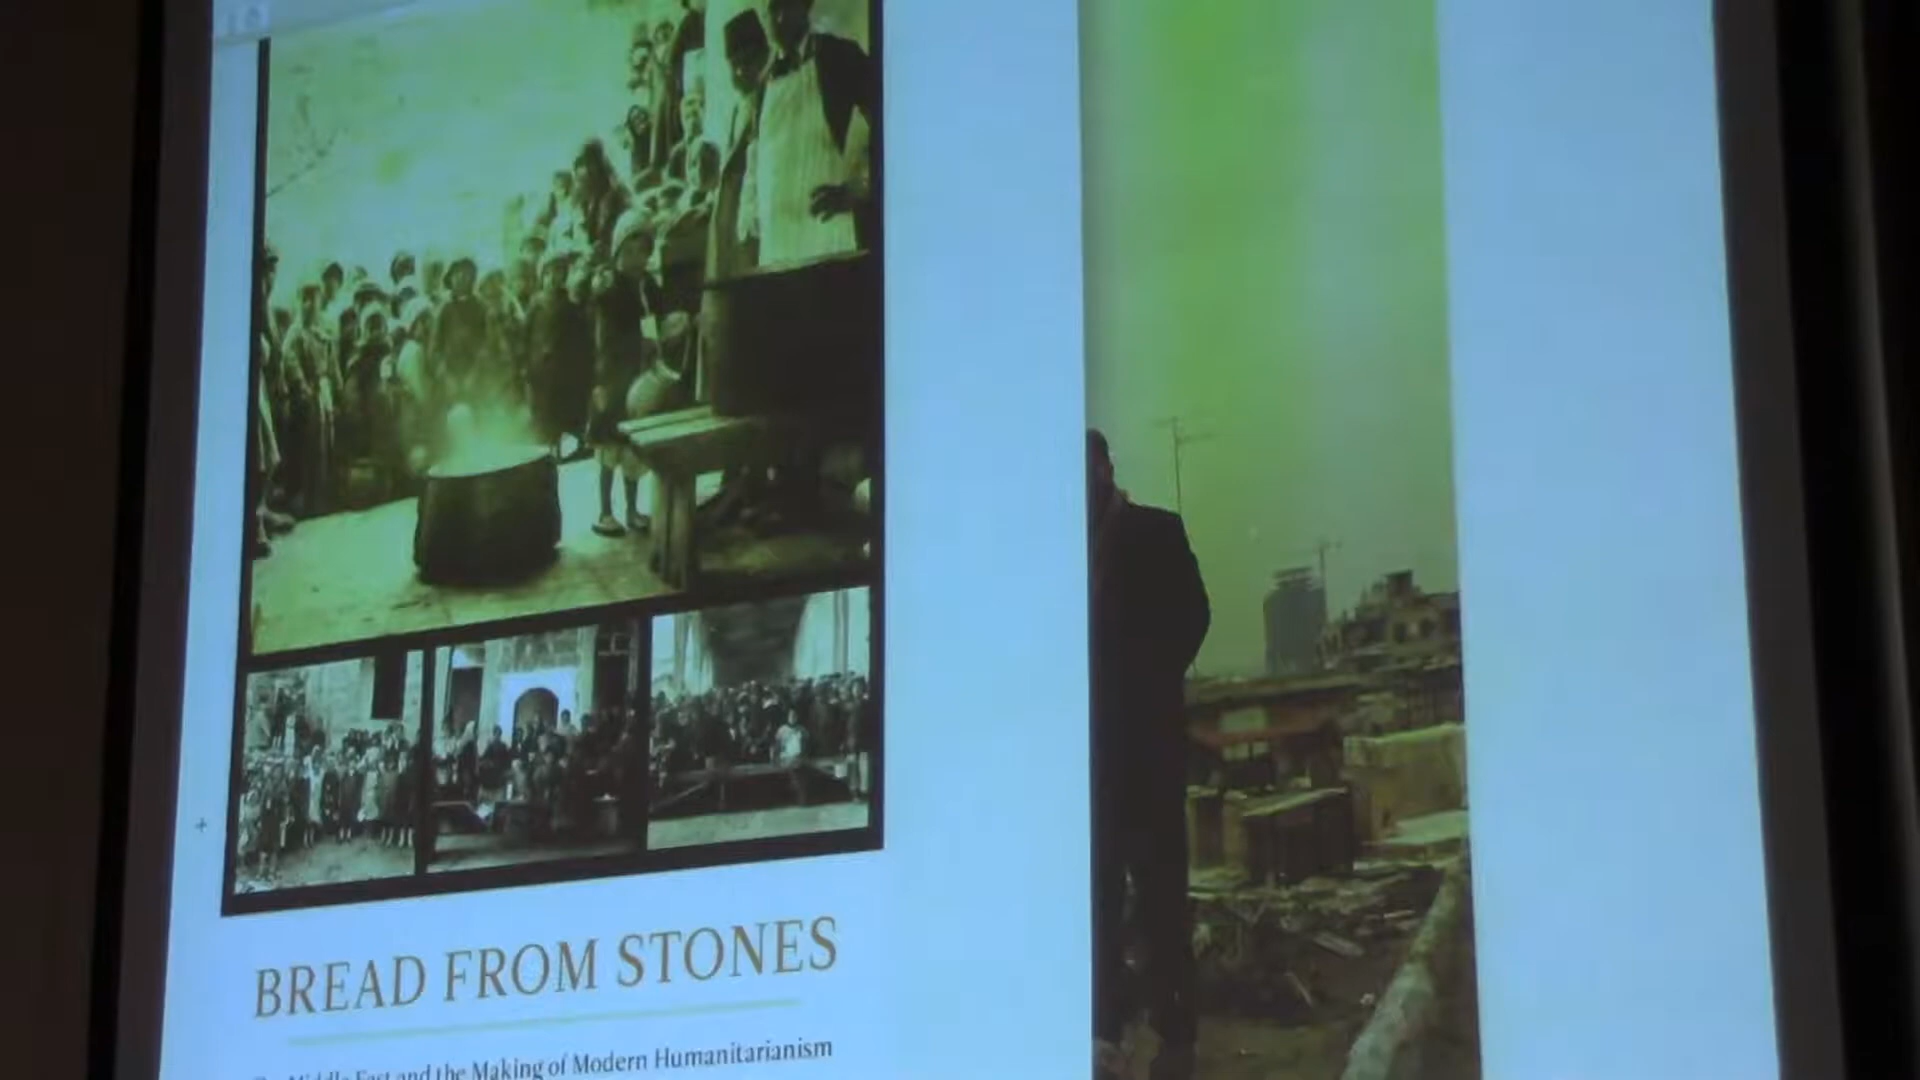 BREAD FROM STONES
Middle East and the Making of Modern Humanitarianism